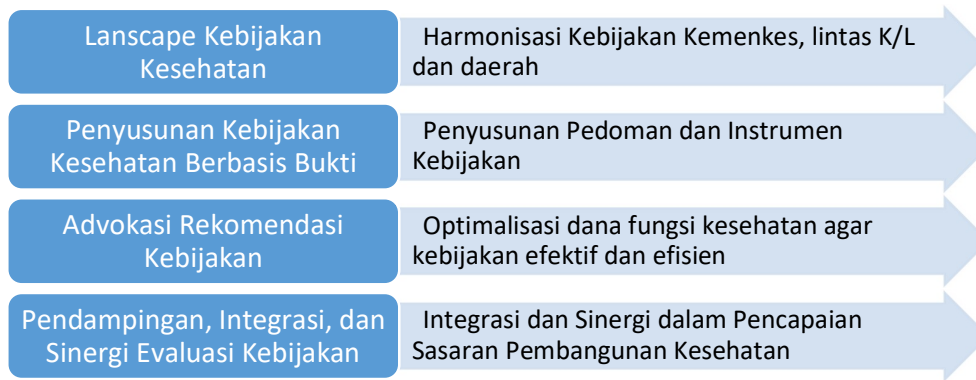 Lanscape Kebijakan
Kesehatan
Harmonisasi Kebijakan Kemenkes, lintas K/L
dan daerah
Penyusunan Kebijakan
Kesehatan Berbasis Bukti
Penyusunan Pedoman dan Instrumen
Kebijakan
Advokasi Rekomendasi
Kebijakan
Optimalisasi dana fungsi kesehatan agar
kebijakan efektif dan efisien
Pendampingan, Integrasi, dan
Sinergi Evaluasi Kebijakan
Integrasi dan Sinergi dalam Pencapaian
Sasaran Pembangunan Kesehatan